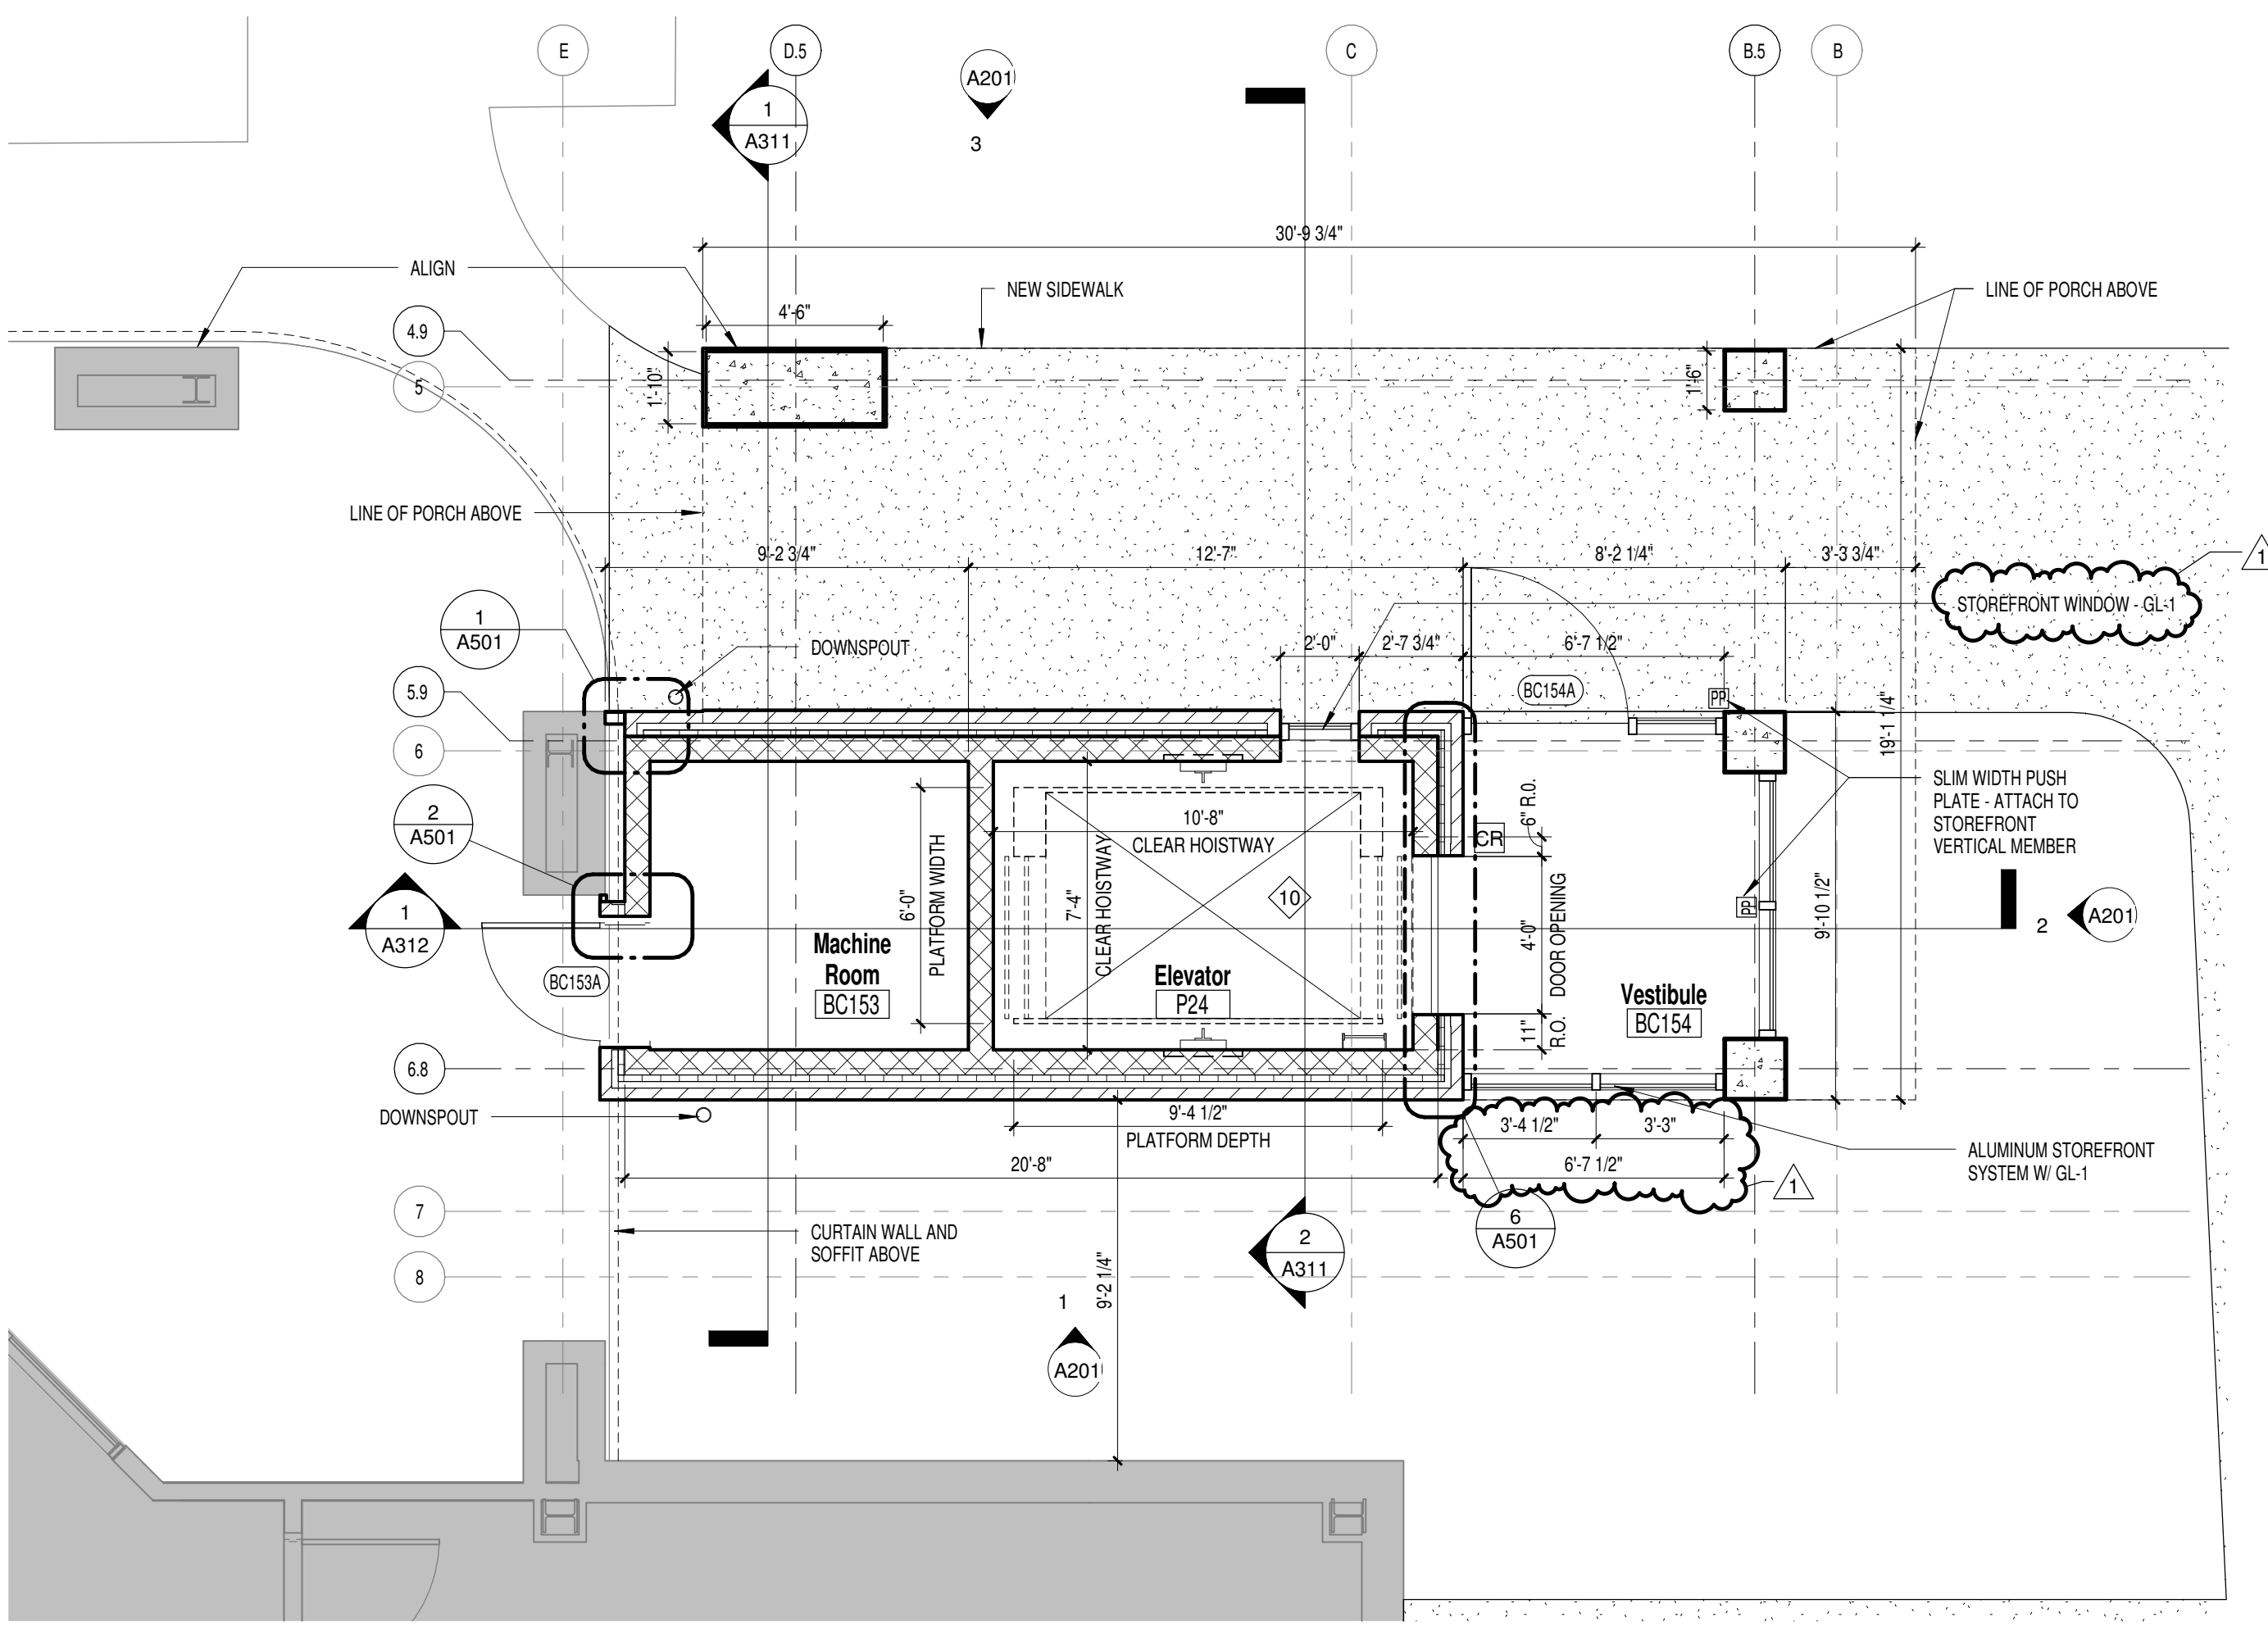 E
D.5
C
B.5
B
A201
3
1
A311
30'-9 3/4"
ALIGN
NEW SIDEWALK
LINE OF PORCH ABOVE
4'-6"
4.9
5
1'-10"
1'-6"
LINE OF PORCH ABOVE
9'-2 3/4"
12'-7"
8'-2 1/4"
3'-3 3/4"
1
STOREFRONT WINDOW - GL-1
1
A501
DOWNSPOUT
2'-0"
2'-7 3/4"
6'-7 1/2"
5.9
BC154A
PP
19'-1 1/4"
6
SLIM WIDTH PUSH
PLATE - ATTACH TO
STOREFRONT
VERTICAL MEMBER
2
A501
10'-8"
CLEAR HOISTWAY
6" R.O.
CR
6'-0"
PLATFORM WIDTH
7'-4"
CLEAR HOISTWAY
10
4'-0"
DOOR OPENING
PP
9'-10 1/2"
2
A201
1
A312
Machine
Room
BC153
Elevator
P24
BC153A
Vestibule
BC154
11"
R.O.
6.8
DOWNSPOUT
9'-4 1/2"
PLATFORM DEPTH
3'-4 1/2"
3'-3"
ALUMINUM STOREFRONT
SYSTEM W/ GL-1
20'-8"
6'-7 1/2"
1
7
CURTAIN WALL AND
SOFFIT ABOVE
6
A501
2
A311
8
9'-2 1/4"
1
A201